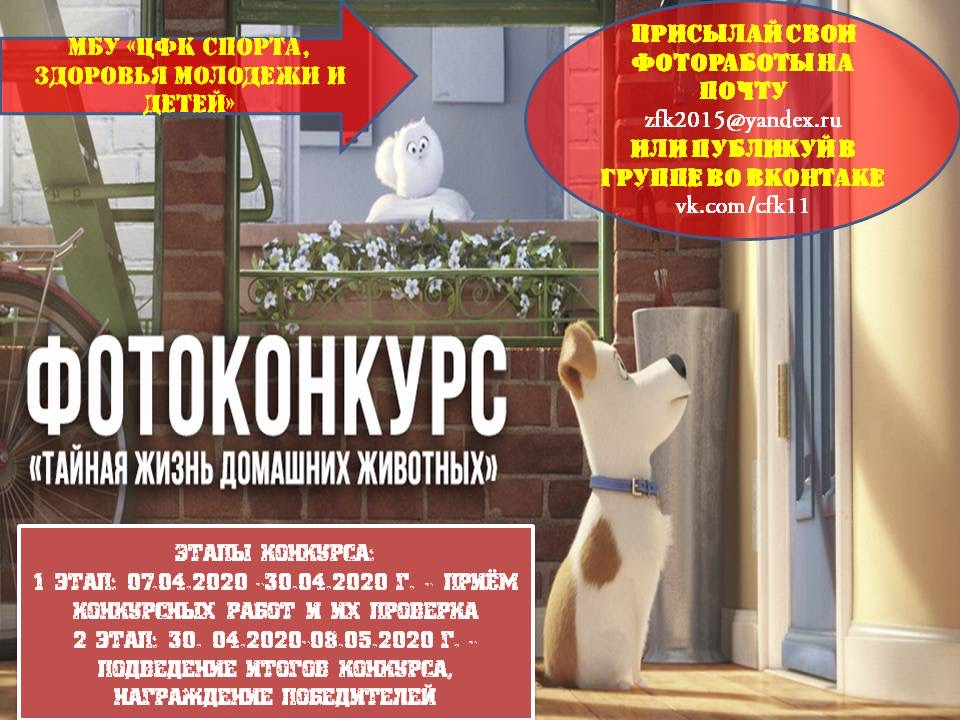 МБУ «ЦФК СПОРТА,
ЗДОРОВЬЯ МОЛОДЕЖИ И
ДЕТЕЙ»
ПРИСЫЛАЙ СВОИ
ФОТОРАБОТЫ НА
ПОЧТУ
zfk2015@yandex.ru
ИЛИ ПУБЛИКУЙ В
ГРУППЕ ВО ВКОНТАКЕ
vk.com/cfk11
ФОТОКОНКУРС
«ТАЙНАЯ ЖИЗНЬ ДОМАШНИХ ЖИВОТНЫХ»
ЭТАПЫ КОНКУРСА:
1 ЭТАП: 07.04.2020 -30.04.2020 Г. - ПРИЁМ
КОНКУРСНЫХ РАБОТ И ИХ ПРОВЕРКА
2 ЭТАП: 30. 04.2020-08.05.2020 Г. -
ПОДВЕДЕНИЕ ИТОГОВ КОНКУРСА,
НАГРАЖДЕНИЕ ПОБЕДИТЕЛЕЙ